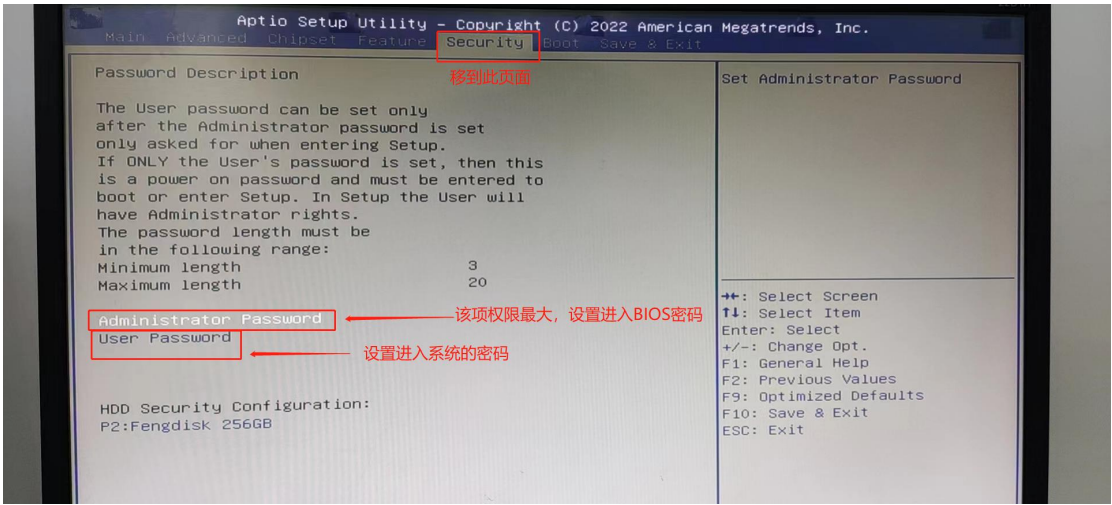 Aptio Setup Utility – Copyright (C) 2022 American Megatrends, Inc.
Main Advanced Chipset Feature Security Boot Save & Exit
移到此页面
Password Description
The User password can be set only
after the Administrator password is set
only asked for when entering Setup.
If ONLY the User's password is set, then this
is a power on password and must be entered to
boot or enter Setup. In Setup the User will
have Administrator rights.
The password length must be
in the following range:
Minimum length 3
Maximum length 20
Administrator Password
该项权限最大，设置进入BIOS密码
User Password
设置进入系统的密码
HDD Security Configuration:
P2:Fengdisk 256GB
Set Administrator Password
→←: Select Screen
↑↓: Select Item
Enter: Select
+/-: Change Opt.
F1: General Help
F2: Previous Values
F9: Optimized Defaults
F10: Save & Exit
ESC: Exit